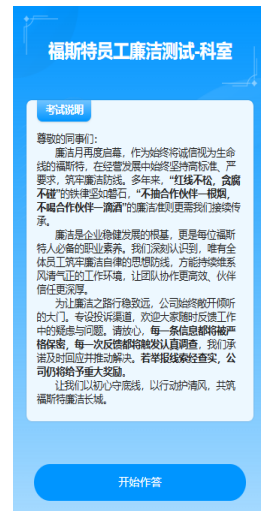 福斯特员工廉洁测试-科室
考试说明
尊敬的同事们：
廉洁月再度启幕，作为始终将诚信视为生命
线的福斯特，在经营发展中始终坚持高标准、严
要求，筑牢廉洁防线。多年来，“红线不松，贪腐
不碰”的铁律坚如磐石，“不抽合作伙伴一根烟，
不喝合作伙伴一滴酒”的廉洁准则更需我们接续传
承。
廉洁是企业稳健发展的根基，更是每位福斯
特人必备的职业素养。我们深刻认识到，唯有全
体员工筑牢廉洁自律的思想防线，方能持续维系
风清气正的工作环境，让团队协作更高效、伙伴
信任更深厚。
为让廉洁之路行稳致远，公司始终敞开倾听
的大门。专设投诉渠道，欢迎大家随时反馈工作
中的疑虑与问题。请放心，每一条信息都将被严
格保密，每一次反馈都将触发认真调查，我们承
诺及时回应并推动解决。若举报线索经查实，公
司仍将给予重大奖励。
让我们以初心守底线，以行动护清风，共筑
福斯特廉洁长城。
开始作答